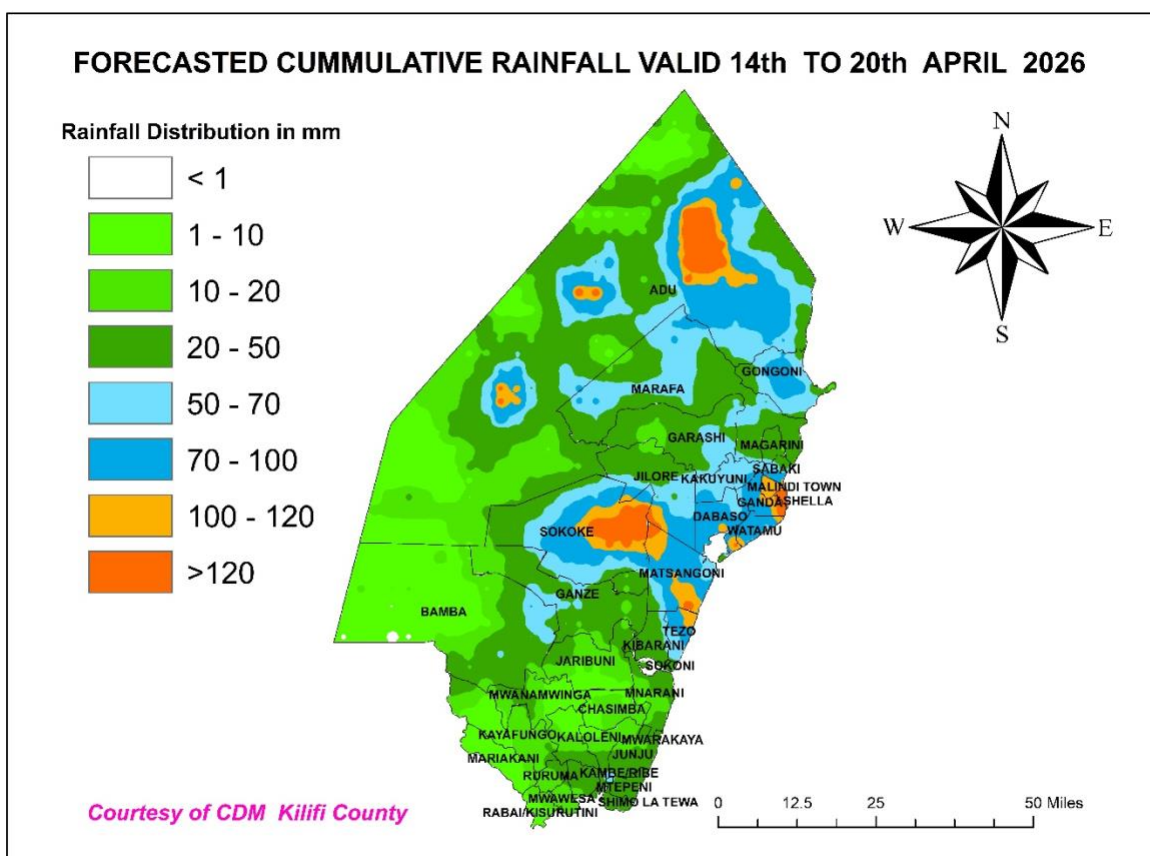 FORECASTED CUMMULATIVE RAINFALL VALID 14th TO 20th APRIL 2026
Rainfall Distribution in mm
< 1
1 - 10
10 - 20
20 - 50
50 - 70
70 - 100
100 - 120
>120
N
W
E
S
ADU
GONGONI
MARAFA
GARASHI
MAGARINI
SABAKI
JILORE
KAKUYUNI
MALINDI TOWN
GANDA
SHELLA
DABASO
WATAMU
SOKOKE
MATSANGONI
GANZE
BAMBA
TEZO
KIBARANI
JARIBUNI
SOKONI
MWANAMWINGA
MNARANI
CHASIMBA
KAYAFUNGO
KALOLENI
MWARAKAYA
MARIAKANI
JUNJU
RURUMA
KAMBE/RIBE
MTEPENI
MWAWESA
SHIMO LA TEWA
RABAI/KISURUTINI
Courtesy of CDM Kilifi County
0 12.5 25 50 Miles